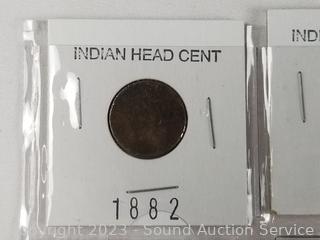 INDIAN HEAD CENT
INDI
1882
Copyright 2023 - Sound Auction Service